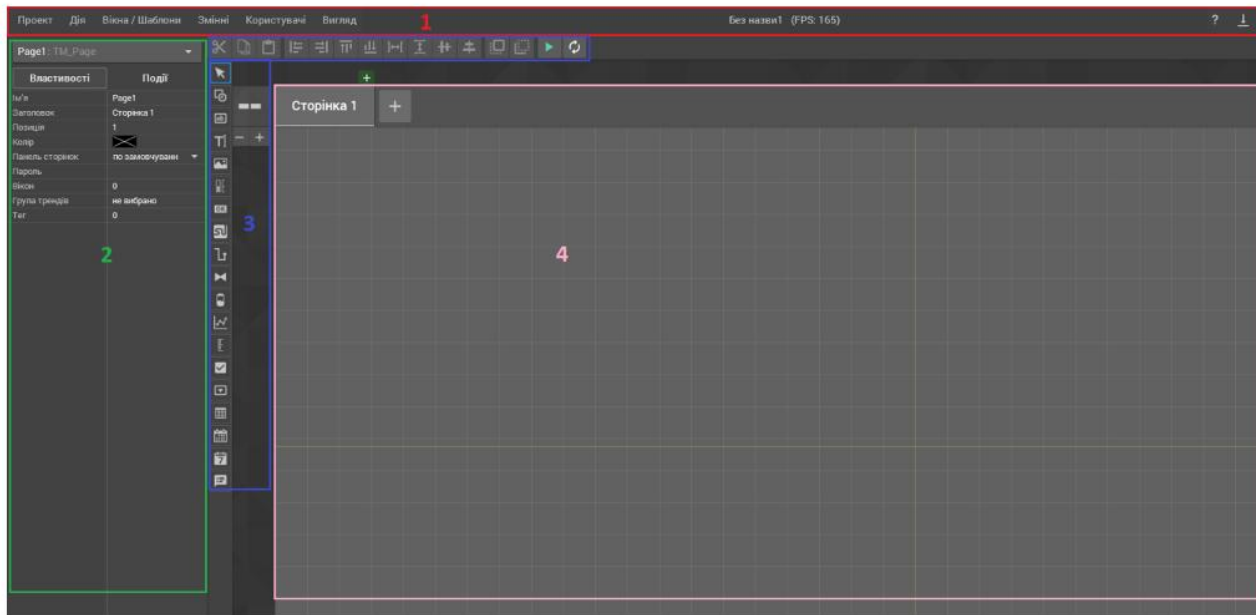 Проект Дія Вікна / Шаблони Змінні Користувачі Вигляд 1 Без назви1 (FPS: 165) ?
Page1 : TM_Page
Властивості Події
Ім'я Page1
Заголовок Сторінка 1
Позиція 1
Колір
Панель сторінок по замовчуванн
Пароль
Вікон 0
Група трендів не вибрано
Тег 0
2
3
+
Сторінка 1 +
− +
4